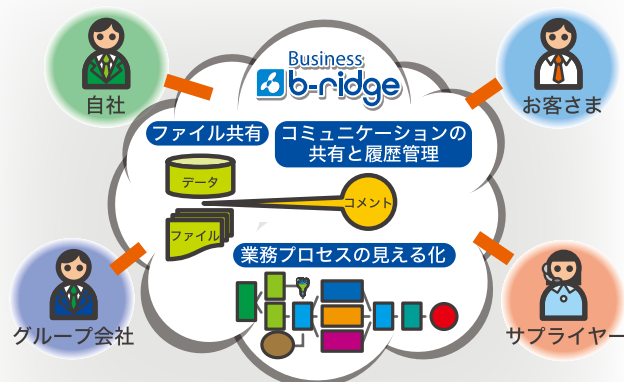 Business
b-ridge
自社
お客さま
ファイル共有
コミュニケーションの
共有と履歴管理
データ
コメント
ファイル
業務プロセスの見える化
グループ会社
サプライヤー